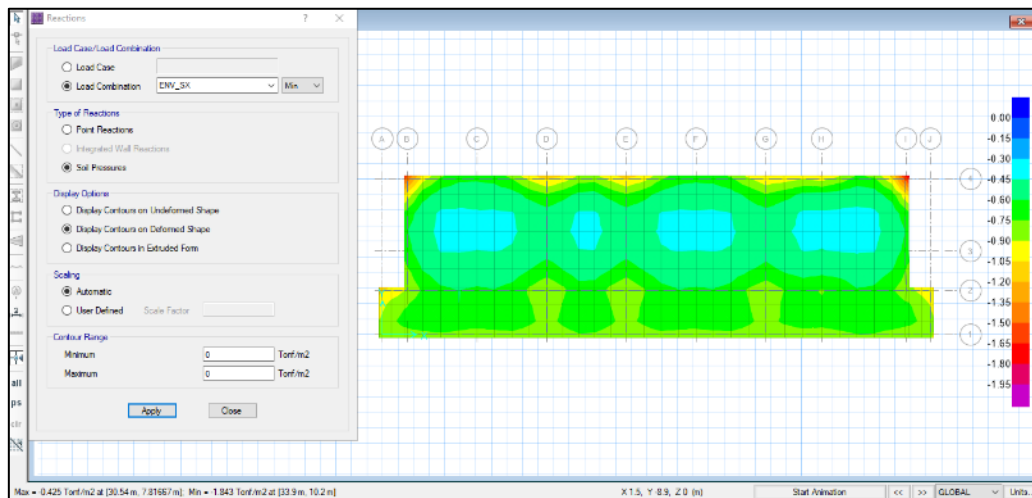 Reactions
?
Load Case/Load Combination
Load Case
Load Combination
ENV_SX
Min
Type of Reactions
Point Reactions
Integrated Wall Reactions
Soil Pressures
Display Options
Display Contours on Undeformed Shape
Display Contours on Deformed Shape
Display Contours in Extruded Form
Scaling
Automatic
User Defined
Scale Factor
Contour Range
Minimum
0
Tonf/m2
Maximum
0
Tonf/m2
Apply
Close
all
ps
clr
A B C D E F G H I J
3
2
1
0.00
-0.15
-0.30
-0.45
-0.60
-0.75
-0.90
-1.05
-1.20
-1.35
-1.50
-1.65
-1.80
-1.95
Max = -0.425 Tonf/m2 at [30.54 m, 7.81667 m]; Min = -1.843 Tonf/m2 at [33.9 m, 10.2 m]
X 1.5, Y -8.9, Z 0 (m)
Start Animation
<<
>>
GLOBAL
Units...